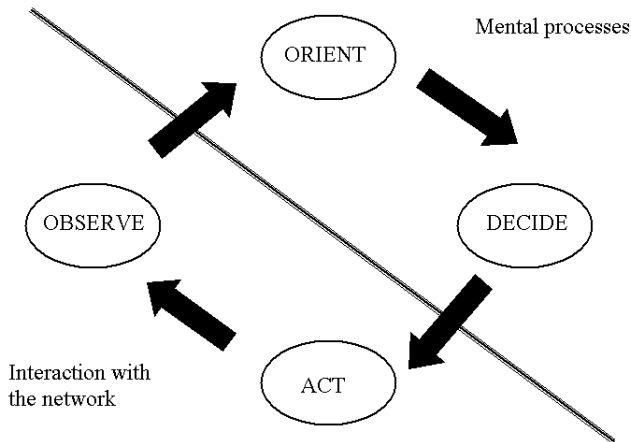 Mental processes
ORIENT
OBSERVE
DECIDE
Interaction with
the network
ACT